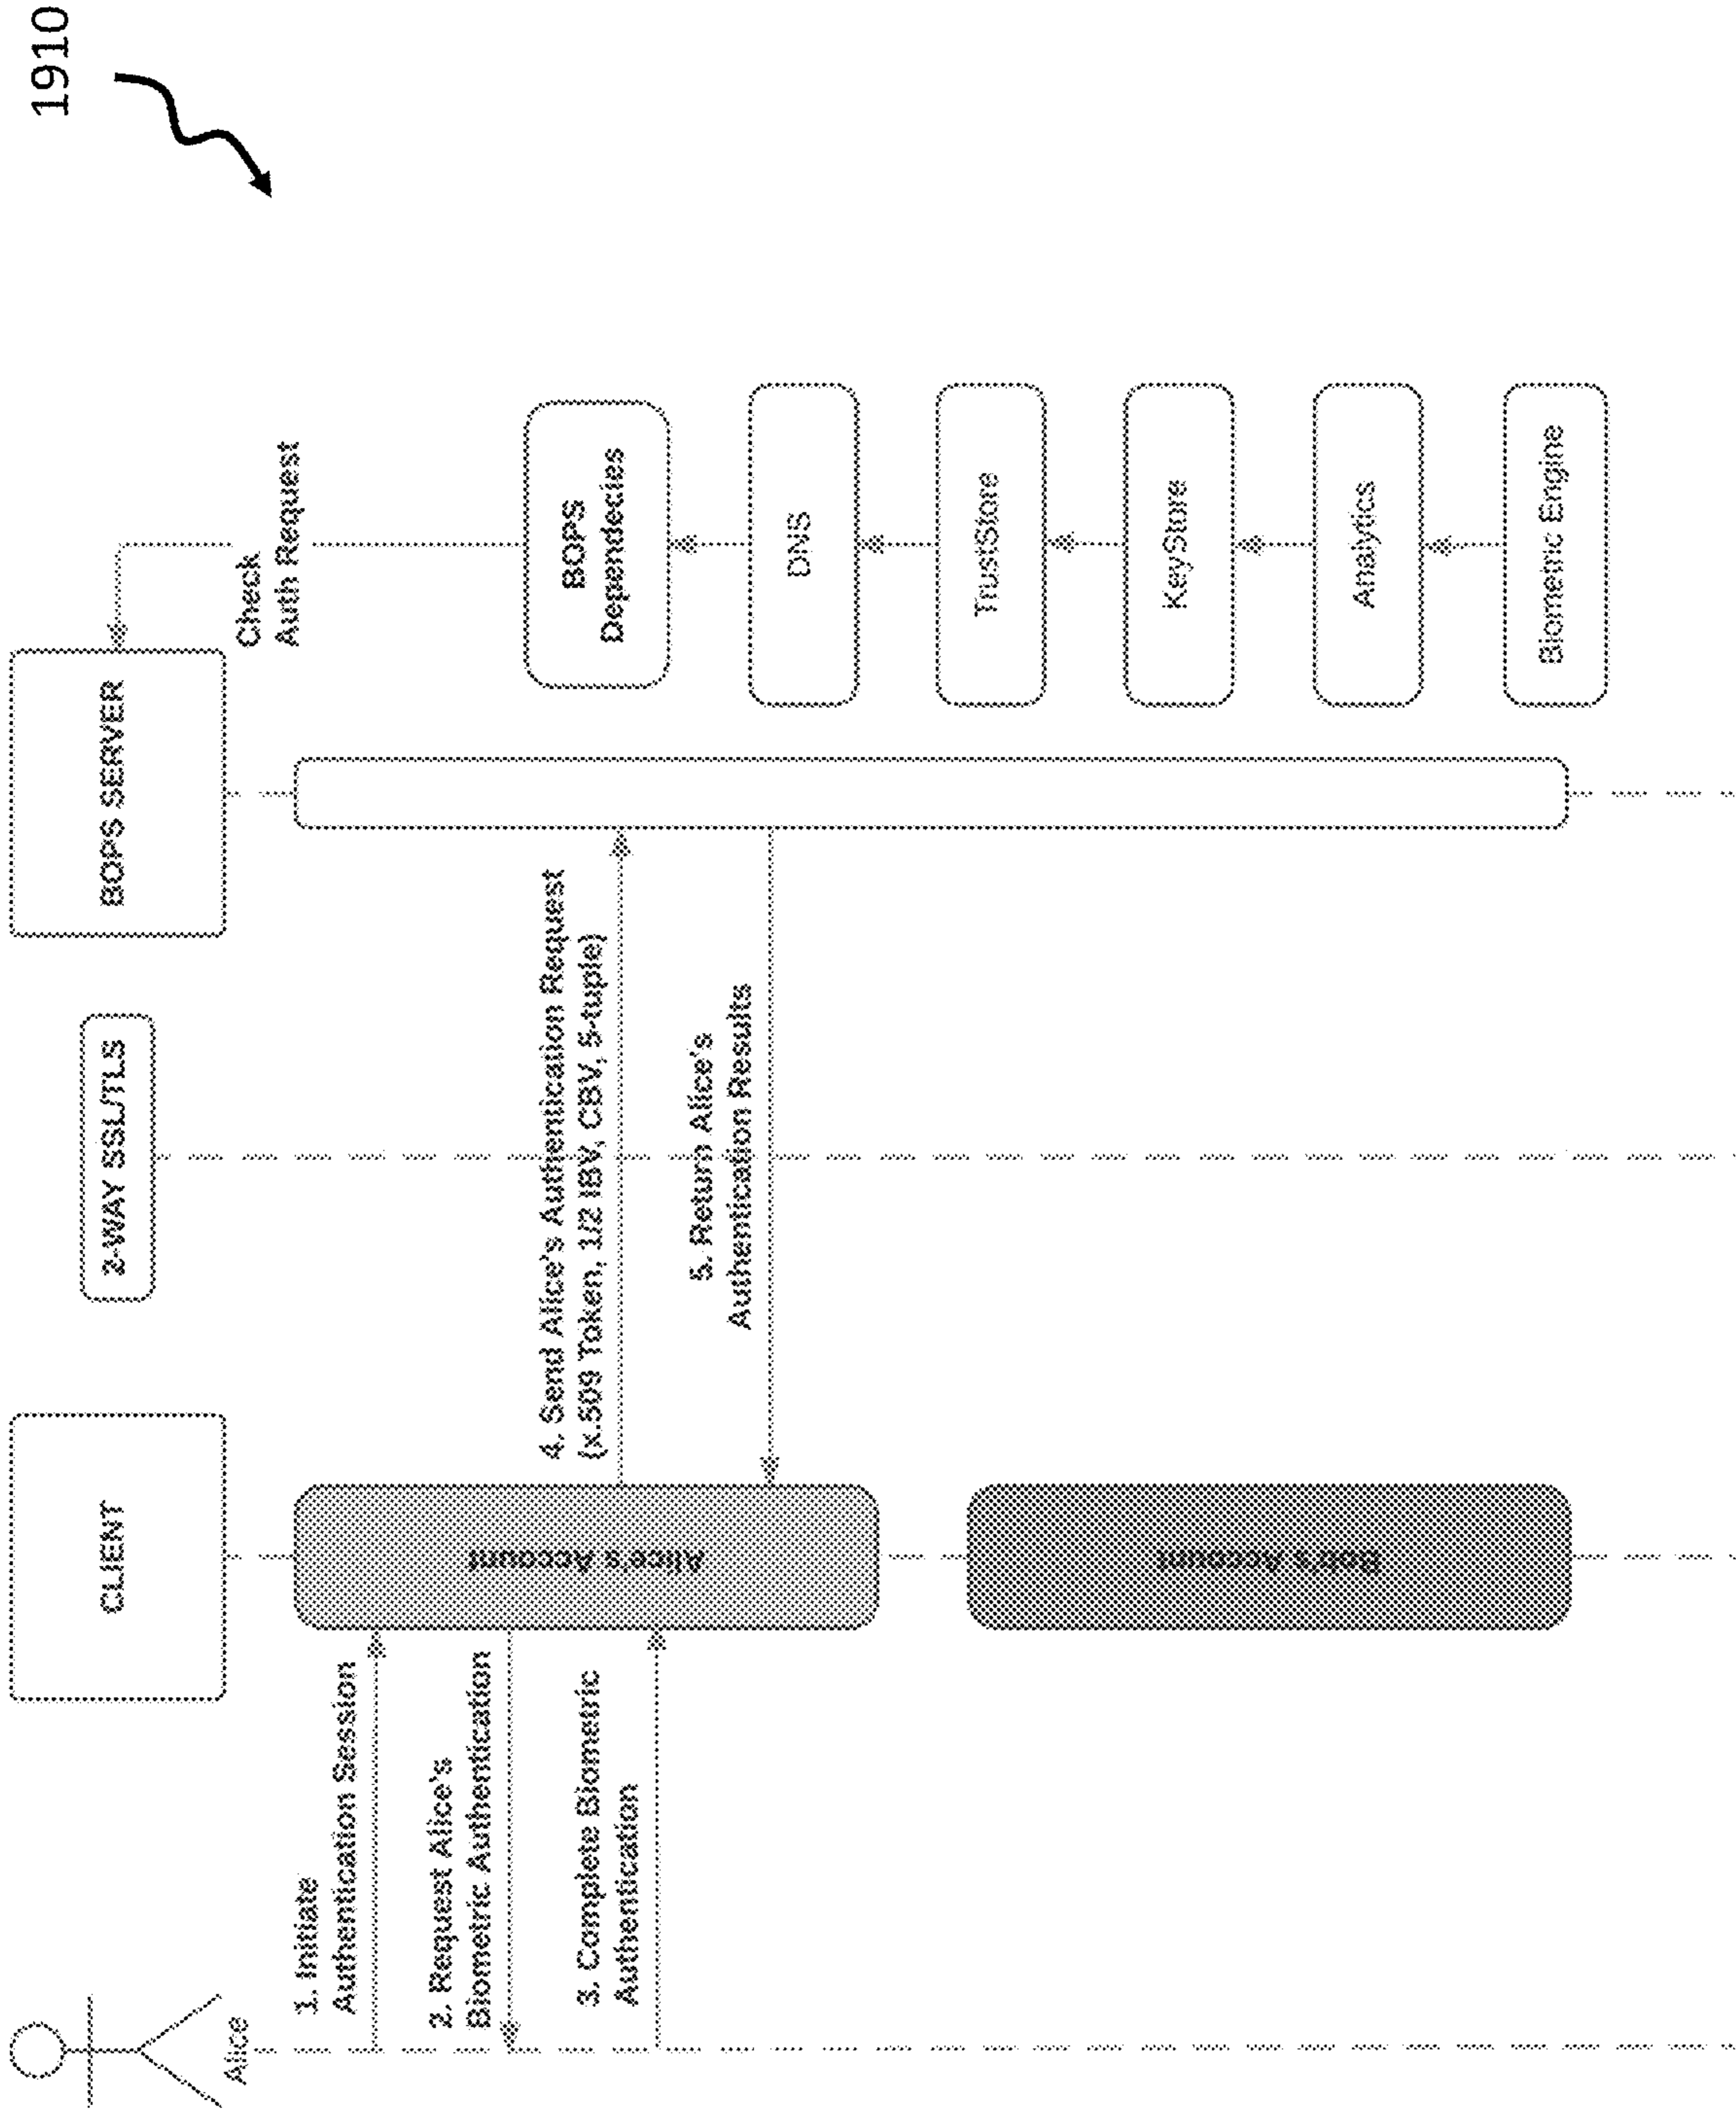 1910
Alice
CLIENT
2-WAY SSL/TLS
BOPS SERVER
1. Initiate
Authentication Session
2. Request Alice's
Biometric Authentication
3. Complete Biometric
Authentication
Alice's Account
Bob's Account
4. Send Alice's Authentication Request
(x.509 Token, 1/2 IBV, CBV, 5-tuple)
5. Return Alice's
Authentication Results
Check
Auth Request
BOPS
Dependecies
DNS
TrustStore
KeyStore
Analytics
Biometric Engine